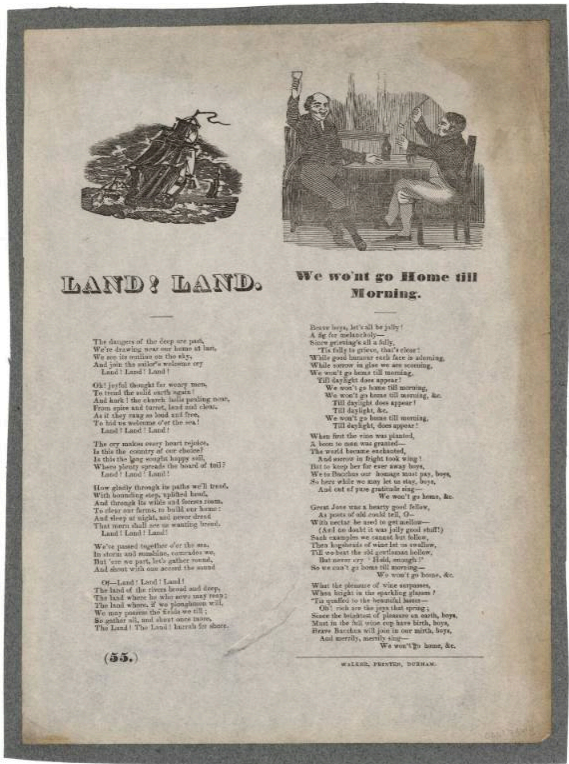 LAND! LAND.
The dangers of the deep are past,
We're drawing near our home at last,
We see its outline on the sky,
And join the sailor's welcome cry
Land! Land! Land!
Oh! joyful thought for weary men,
To tread the solid earth again!
And hark! the church bells pealing near,
From spire and turret, loud and clear,
As if they rang so loud and free,
To bid us welcome o'er the sea!
Land! Land! Land!
The cry makes every heart rejoice,
Is this the country of our choice?
Is this the long sought happy soil,
Where plenty spreads the board of toil?
Land! Land! Land!
How gladly through its paths we'll tread,
With bounding step, uplifted head,
And through its wilds and forests roam,
To clear our farms, to build our home:
And sleep at night, and never dread
That morn shall see us wanting bread.
Land! Land! Land!
We've passed together o'er the sea,
In storm and sunshine, comrades we,
But 'ere we part, let's gather round,
And shout with one accord the sound
Of—Land! Land! Land!
The land of the rivers broad and deep,
The land where he who sows may reap;
The land where, if we ploughmen will,
We may possess the fields we till;
So gather all, and shout once more,
The Land! The Land! hurrah for shore.
(55.)
We wo'nt go Home till
Morning.
Brave boys, let's all be jolly!
A fig for melancholy—
Since grieving's all a folly,
'Tis folly to grieve, that's clear!
While good humour each face is adorning,
While sorrow in glee we are scorning,
We won't go home till morning,
Till daylight does appear!
We won't go home till morning,
We won't go home till morning, &c.
Till daylight does appear!
Till daylight, &c.
We won't go home till morning,
Till daylight, does appear!
When first the vine was planted,
A boon to men was granted—
The world became enchanted,
And sorrow in fright took wing!
But to keep her for ever away boys,
We to Bacchus our homage must pay, boys,
So here while we may let us stay, boys,
And out of pure gratitude sing—
We won't go home, &c.
Great Jove was a hearty good fellow,
As poets of old could tell, O—
With nectar he used to get mellow—
(And no doubt it was jolly good stuff!)
Such examples we cannot but follow,
Then hogsheads of wine let us swallow,
Till we beat the old gentleman hollow,
But never cry "Hold, enough!"
So we can't go home till morning—
We won't go home, &c.
What the pleasure of wine surpasses,
When bright in the sparkling glasses?
'Tis quaffed to the beautiful lasses—
Oh! rich are the joys that spring;
Since the brightest of pleasure on earth, boys,
Must in the full wine cup have birth, boys,
Brave Bacchus will join in our mirth, boys,
And merrily, merrily sing—
We won't go home, &c.
WALKER, PRINTER, DURHAM.